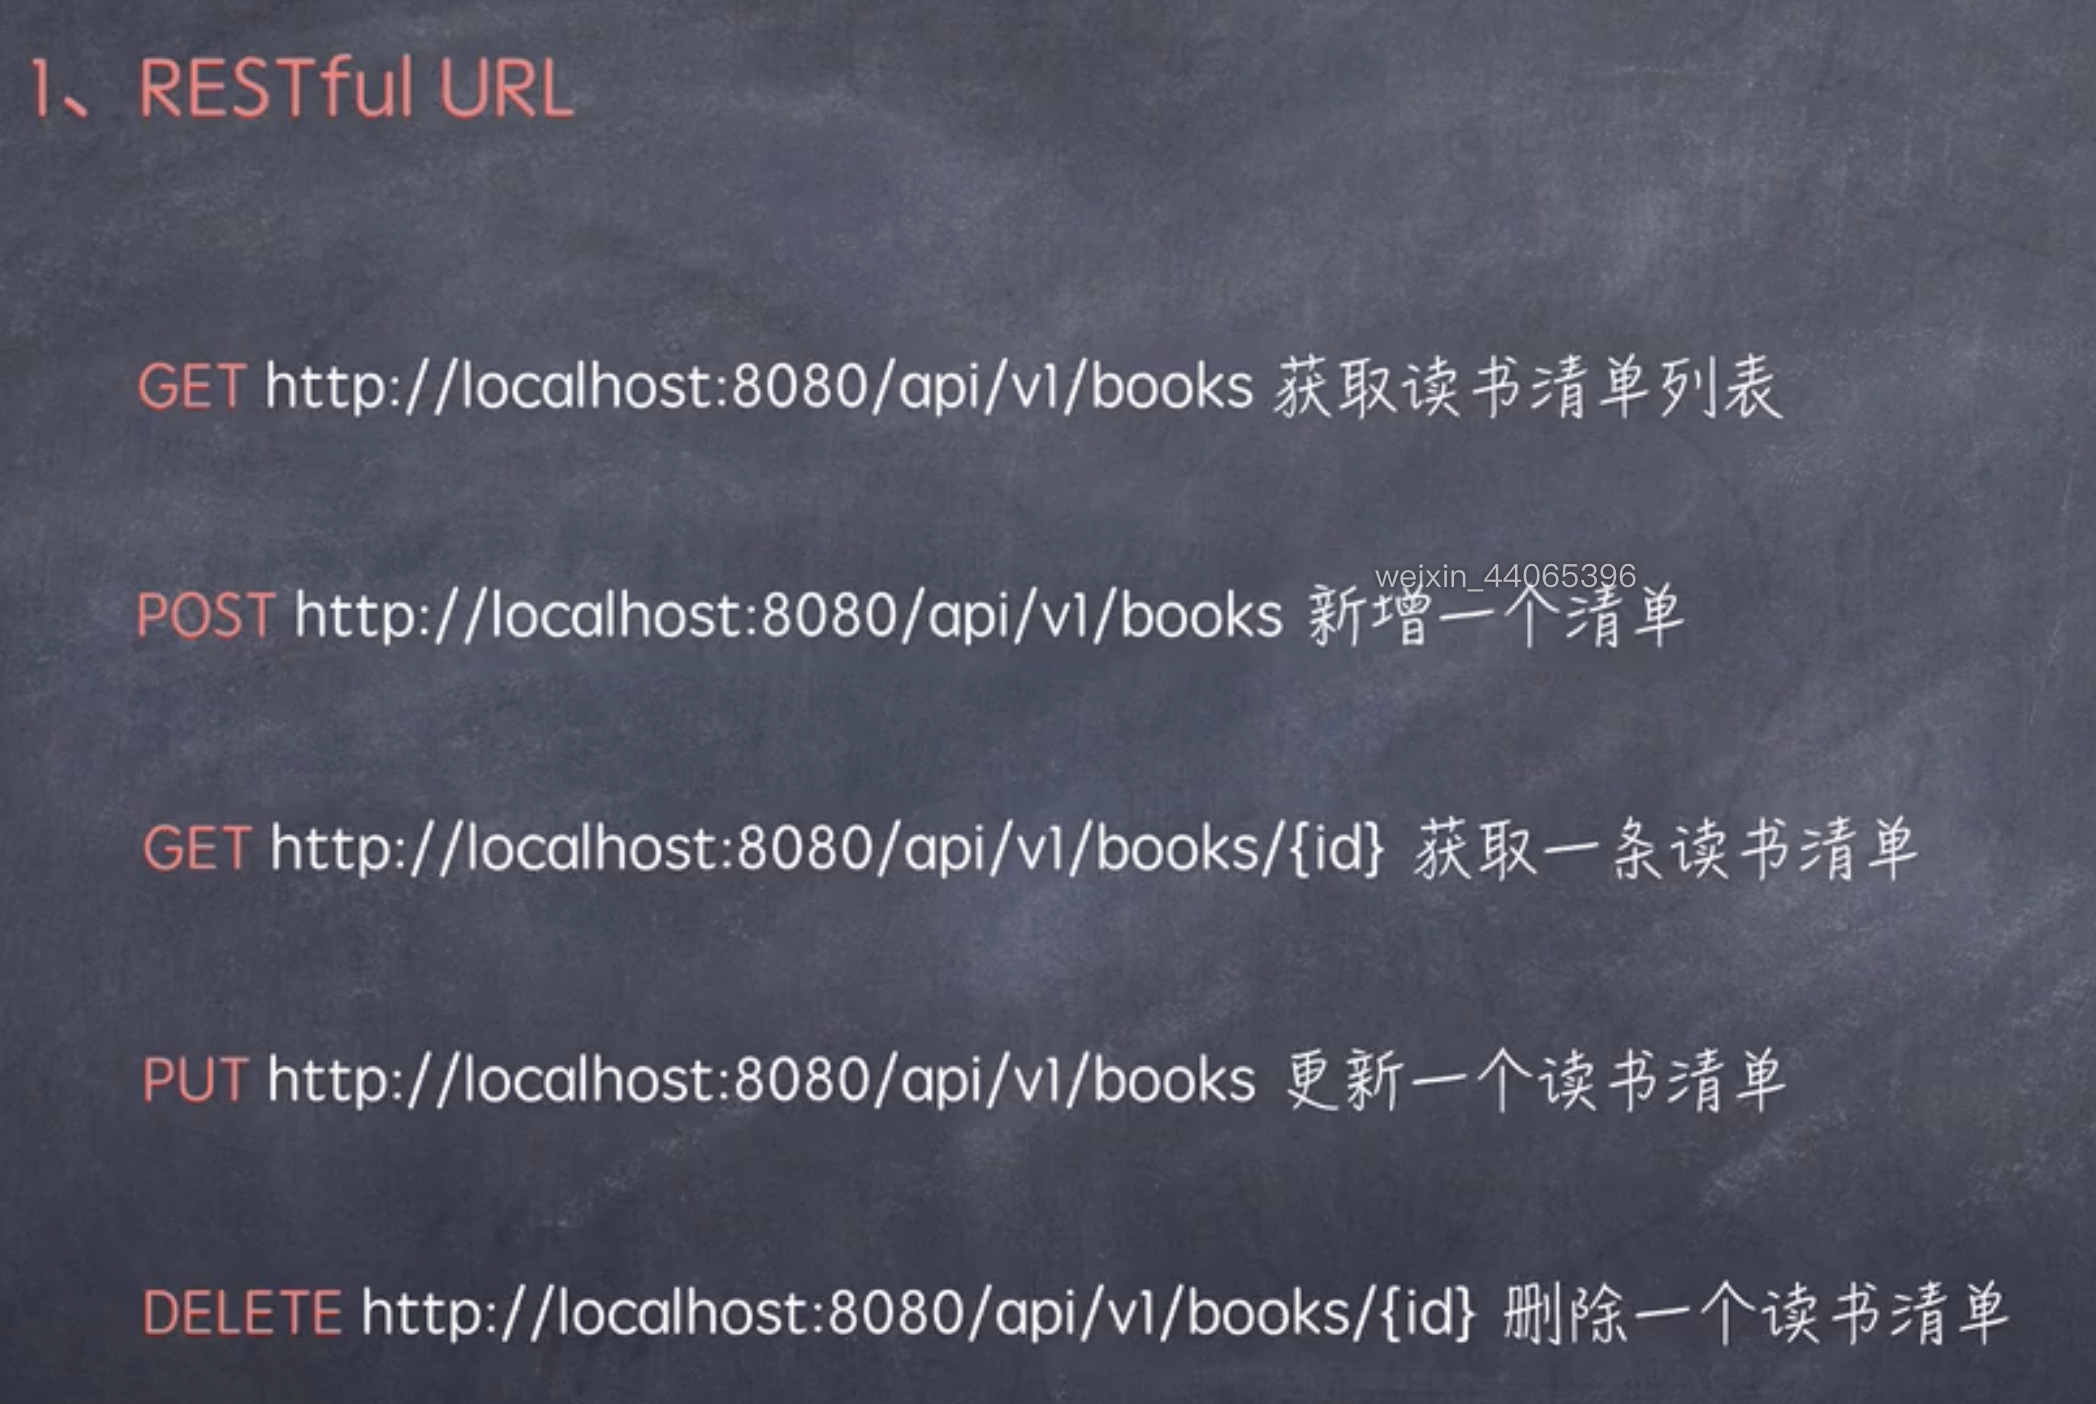 1、RESTful URL
GET http://localhost:8080/api/v1/books 获取读书清单列表
weixin_44065396
POST http://localhost:8080/api/v1/books 新增一个清单
GET http://localhost:8080/api/v1/books/{id} 获取一条读书清单
PUT http://localhost:8080/api/v1/books 更新一个读书清单
DELETE http://localhost:8080/api/v1/books/{id} 删除一个读书清单